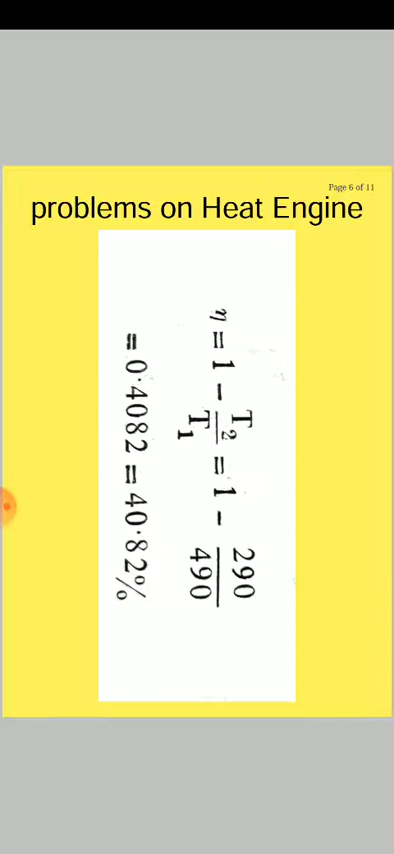 Page 6 of 11
problems on Heat Engine
η = 1 − T₂/T₁ = 1 − 290/490
= 0·4082 = 40·82%